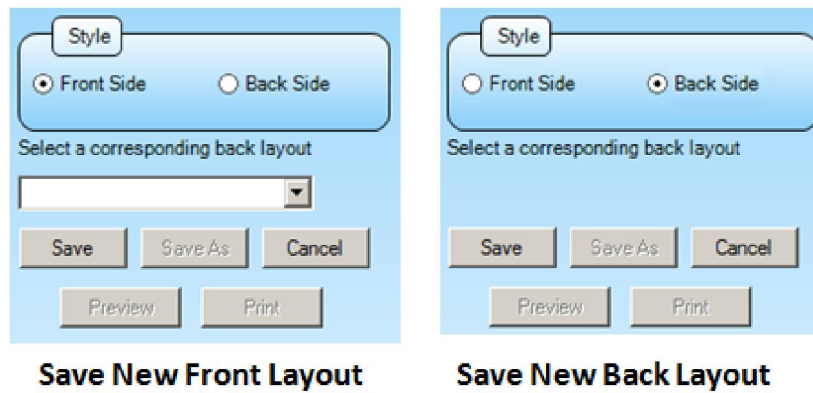 Style
Front Side Back Side
Select a corresponding back layout
Save Save As Cancel
Preview Print
Save New Front Layout
Style
Front Side Back Side
Select a corresponding back layout
Save Save As Cancel
Preview Print
Save New Back Layout